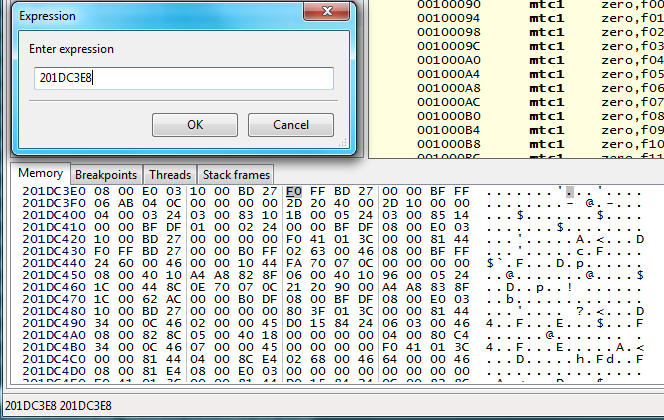 Expression
Enter expression
201DC3E8
OK
Cancel
00100090 mtc1 zero,f00
00100094 mtc1 zero,f01
00100098 mtc1 zero,f02
0010009C mtc1 zero,f03
001000A0 mtc1 zero,f04
001000A4 mtc1 zero,f05
001000A8 mtc1 zero,f06
001000AC mtc1 zero,f07
001000B0 mtc1 zero,f08
001000B4 mtc1 zero,f09
001000B8 mtc1 zero,f10
001000BC mtc1 zero,f11
Memory Breakpoints Threads Stack frames
201DC3E0 08 00 E0 03 10 00 BD 27 E0 FF BD 27 00 00 BF FF .......'...'....
201DC3F0 06 AB 04 0C 00 00 00 00 2D 20 40 00 2D 10 00 00 ........- @.-...
201DC400 04 00 03 24 03 00 83 10 1B 00 05 24 03 00 85 14 ...$.......$....
201DC410 00 00 BF DF 01 00 02 24 00 00 BF DF 08 00 E0 03 .......$........
201DC420 10 00 BD 27 00 00 00 00 F0 41 01 3C 00 00 81 44 ...'.....A.<...D
201DC430 F0 FF BD 27 00 00 B0 FF 02 63 00 46 08 00 BF FF ...'.....c.F....
201DC440 24 60 00 46 00 10 44 FA 70 07 0C 00 00 00 00 $`.F...D.p......
201DC450 08 00 40 10 A4 A8 82 8F 06 00 40 10 96 00 05 24 ..@.......@....$
201DC460 1C 00 44 8C 0E 70 07 0C 21 20 90 00 A4 A8 83 8F ..D..p..! ......
201DC470 1C 00 62 AC 00 00 B0 DF 08 00 BF DF 08 00 E0 03 ..b.............
201DC480 10 00 BD 27 00 00 00 00 80 3F 01 3C 00 00 81 44 ...'.....?.<...D
201DC490 34 00 0C 46 02 00 00 45 D0 15 84 24 06 03 00 46 4..F...E...$...F
201DC4A0 08 00 82 8C 05 00 40 18 00 00 00 00 04 00 80 C4 ......@.........
201DC4B0 34 00 0C 46 07 00 00 45 00 00 00 00 F0 41 01 3C 4..F...E.....A.<
201DC4C0 00 00 81 44 04 00 8C E4 02 68 00 46 64 00 00 46 ...D.....h.Fd..F
201DC4D0 08 00 81 E4 08 00 E0 03 00 00 00 00 00 00 00 00 ................
201DC3E8 201DC3E8